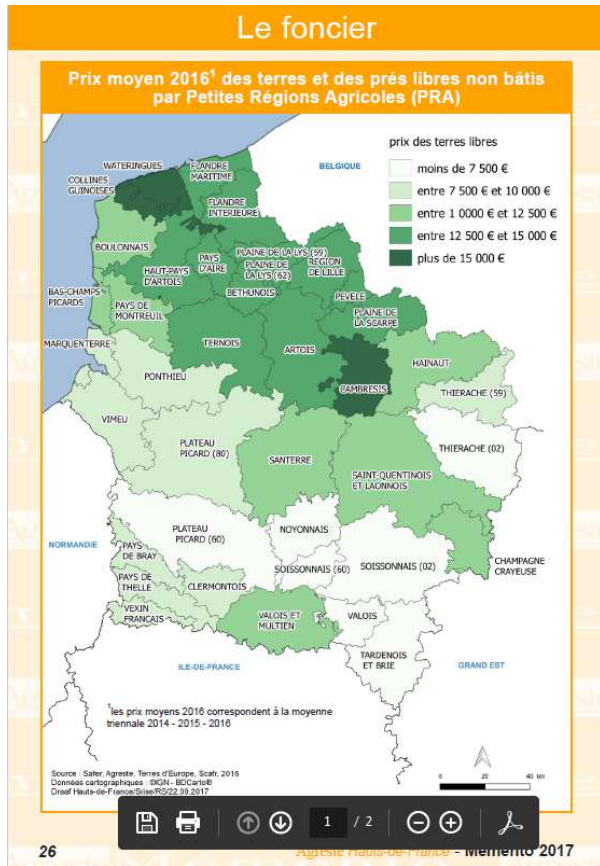 Le foncier
Prix moyen 2016¹ des terres et des prés libres non bâtis
par Petites Régions Agricoles (PRA)
prix des terres libres
moins de 7 500 €
entre 7 500 € et 10 000 €
entre 1 0000 € et 12 500 €
entre 12 500 € et 15 000 €
plus de 15 000 €
BELGIQUE
WATERINGUES
FLANDRE
MARITIME
COLLINES
GUINOISES
FLANDRE
INTERIEURE
BOULONNAIS
HAUT-PAYS
D'ARTOIS
PAYS
D'AIRE
PLAINE DE LA LYS (59)
PLAINE DE
LA LYS (62)
REGION
DE LILLE
BETHUNOIS
BAS-CHAMPS
PICARDS
PAYS DE
MONTREUIL
PEVELE
PLAINE DE
LA SCARPE
MARQUENTERRE
TERNOIS
ARTOIS
HAINAUT
PONTHIEU
CAMBRESIS
THIERACHE (59)
VIMEU
PLATEAU
PICARD (80)
SANTERRE
THIERACHE (02)
SAINT-QUENTINOIS
ET LAONNOIS
NORMANDIE
PLATEAU
PICARD (60)
NOYONNAIS
PAYS
DE BRAY
SOISSONNAIS (60)
SOISSONNAIS (02)
CHAMPAGNE
CRAYEUSE
PAYS DE
THELLE
CLERMONTOIS
VEXIN
FRANCAIS
VALOIS ET
MULTIEN
VALOIS
TARDENOIS
ET BRIE
ILE-DE-FRANCE
GRAND EST
¹les prix moyens 2016 correspondent à la moyenne
triennale 2014 - 2015 - 2016
Source : Safer, Agreste, Terres d'Europe, Scafr, 2016
Données cartographiques : ©IGN - BDCarto®
Draaf Hauts-de-France/Srise/RS/22.09.2017
0 20 40 km
1 / 2
26
Agreste Hauts-de-France - Mémento 2017